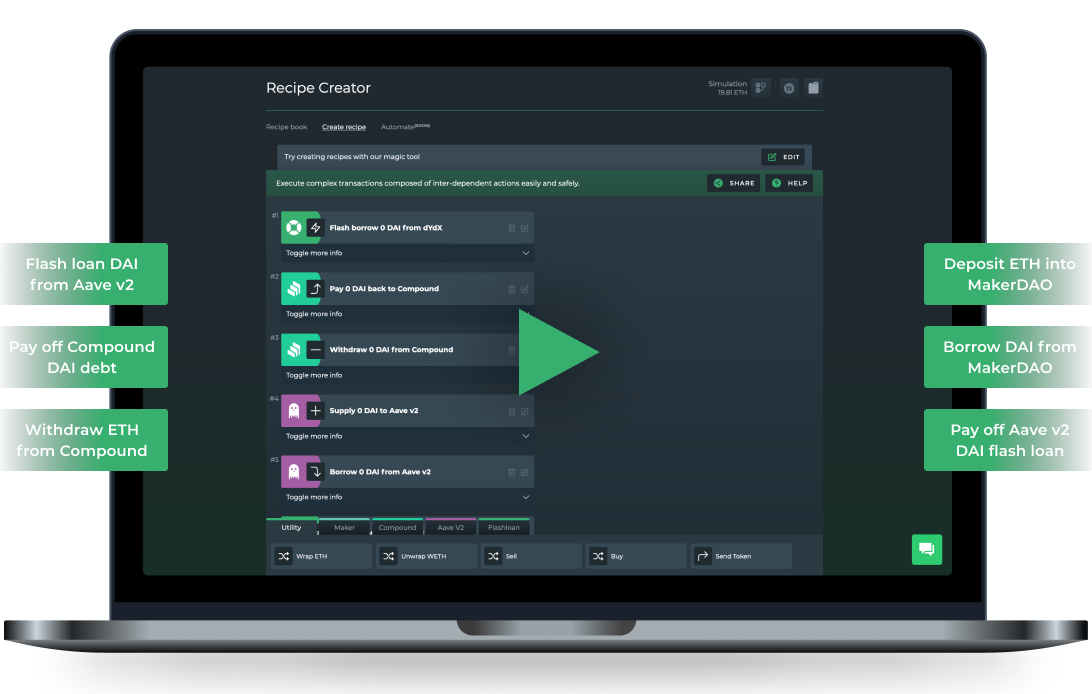 Recipe Creator
Simulation
19.81 ETH
Recipe book
Create recipe
Automate
Try creating recipes with our magic tool
EDIT
Execute complex transactions composed of inter-dependent actions easily and safely.
SHARE
HELP
#1
Flash borrow 0 DAI from dYdX
Toggle more info
#2
Pay 0 DAI back to Compound
Toggle more info
#3
Withdraw 0 DAI from Compound
Toggle more info
#4
Supply 0 DAI to Aave v2
Toggle more info
#5
Borrow 0 DAI from Aave v2
Toggle more info
Utility
Maker
Compound
Aave V2
Flashloan
Wrap ETH
Unwrap WETH
Sell
Buy
Send Token
Flash loan DAI
from Aave v2
Pay off Compound
DAI debt
Withdraw ETH
from Compound
Deposit ETH into
MakerDAO
Borrow DAI from
MakerDAO
Pay off Aave v2
DAI flash loan